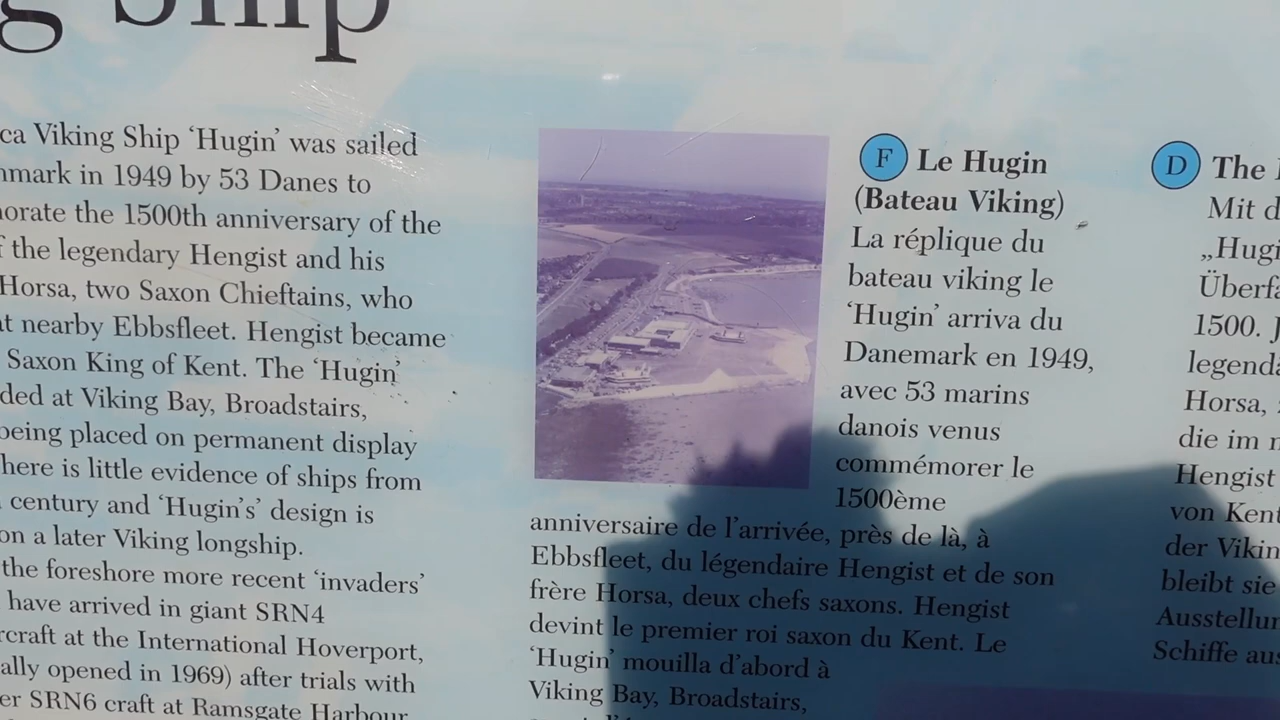 g Ship
ca Viking Ship ‘Hugin’ was sailed
nmark in 1949 by 53 Danes to
norate the 1500th anniversary of the
f the legendary Hengist and his
Horsa, two Saxon Chieftains, who
at nearby Ebbsfleet. Hengist became
Saxon King of Kent. The ‘Hugin’
ded at Viking Bay, Broadstairs,
being placed on permanent display
here is little evidence of ships from
century and ‘Hugin’s’ design is
on a later Viking longship.
the foreshore more recent ‘invaders’
have arrived in giant SRN4
rcraft at the International Hoverport,
ally opened in 1969) after trials with
er SRN6 craft at Ramsgate Harbour
F Le Hugin
(Bateau Viking)
La réplique du
bateau viking le
‘Hugin’ arriva du
Danemark en 1949,
avec 53 marins
danois venus
commémorer le
1500ème
anniversaire de l’arrivée, près de là, à
Ebbsfleet, du légendaire Hengist et de son
frère Horsa, deux chefs saxons. Hengist
devint le premier roi saxon du Kent. Le
‘Hugin’ mouilla d’abord à
Viking Bay, Broadstairs,
D The
Mit d
„Hugi
Überfa
1500. J
legenda
Horsa,
die im
Hengist
von Kent
der Vikin
bleibt sie
Ausstellun
Schiffe aus